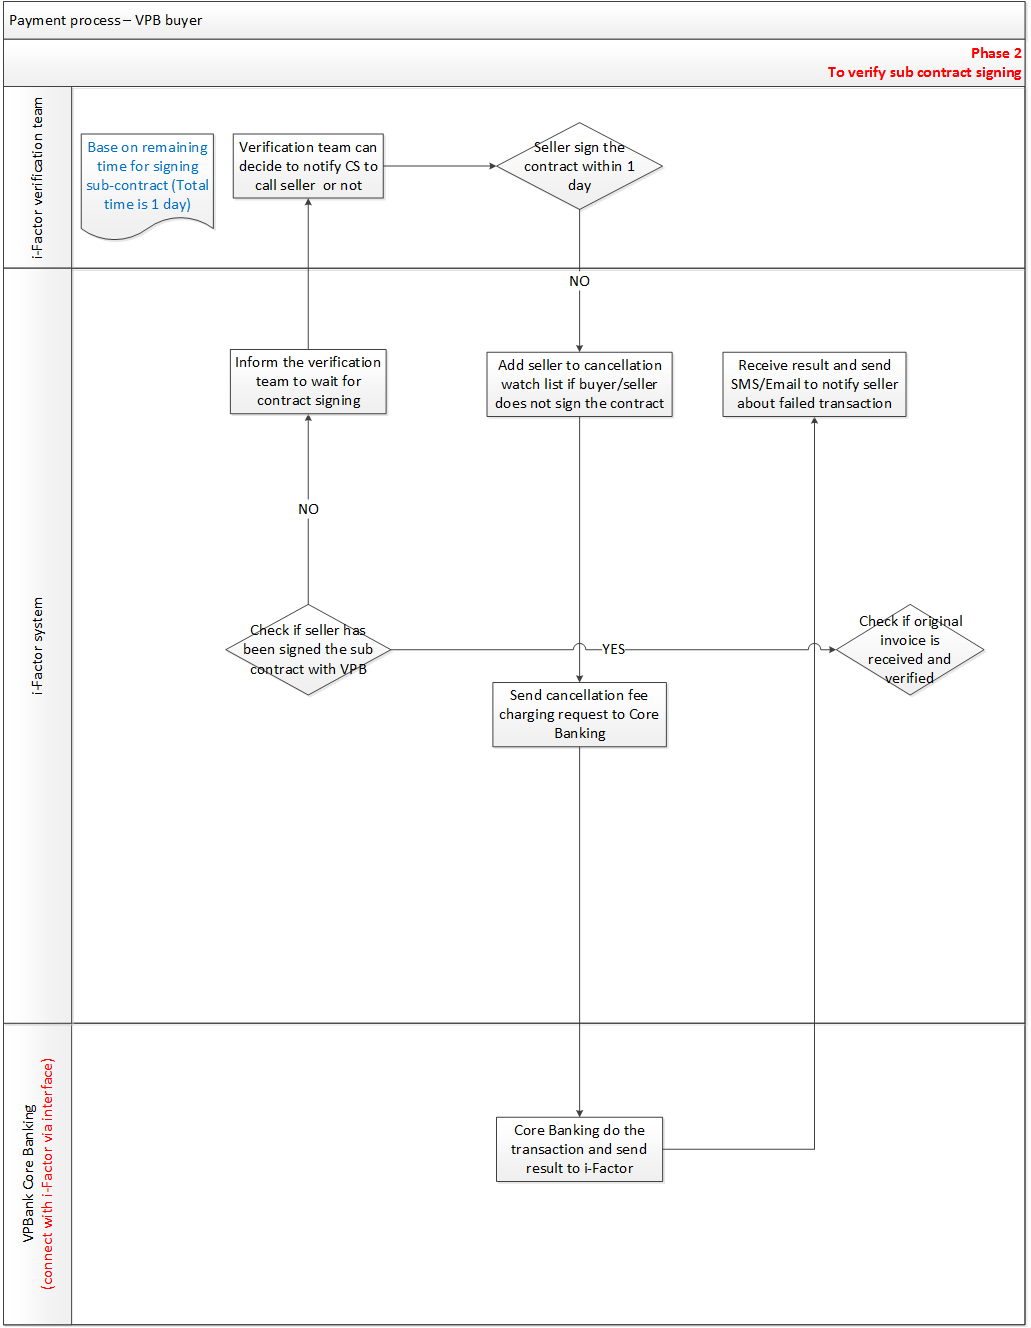 Payment process – VPB buyer
Phase 2
To verify sub contract signing
i-Factor verification team
Base on remaining
time for signing
sub-contract (Total
time is 1 day)
Verification team can
decide to notify CS to
call seller or not
Seller sign the
contract within 1
day
NO
i-Factor system
Inform the verification
team to wait for
contract signing
Add seller to cancellation
watch list if buyer/seller
does not sign the contract
Receive result and send
SMS/Email to notify seller
about failed transaction
NO
Check if seller has
been signed the sub
contract with VPB
YES
Check if original
invoice is
received and
verified
Send cancellation fee
charging request to Core
Banking
VPBank Core Banking
(connect with i-Factor via interface)
Core Banking do the
transaction and send
result to i-Factor